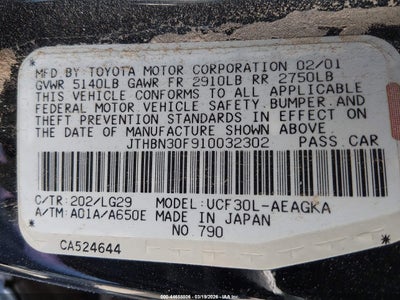 MFD BY TOYOTA MOTOR CORPORATION 02/01
GVWR 5140LB GAWR FR 2910LB RR 2750LB
THIS VEHICLE CONFORMS TO ALL APPLICABLE
FEDERAL MOTOR VEHICLE SAFETY, BUMPER, AND
THEFT PREVENTION STANDARDS IN EFFECT ON
THE DATE OF MANUFACTURE SHOWN ABOVE.
JTHBN30F910032302 PASS. CAR
C/TR: 202/LG29 MODEL: UCF30L-AEAGKA
A/TM: A01A/A650E MADE IN JAPAN
NO. 790
CA524644